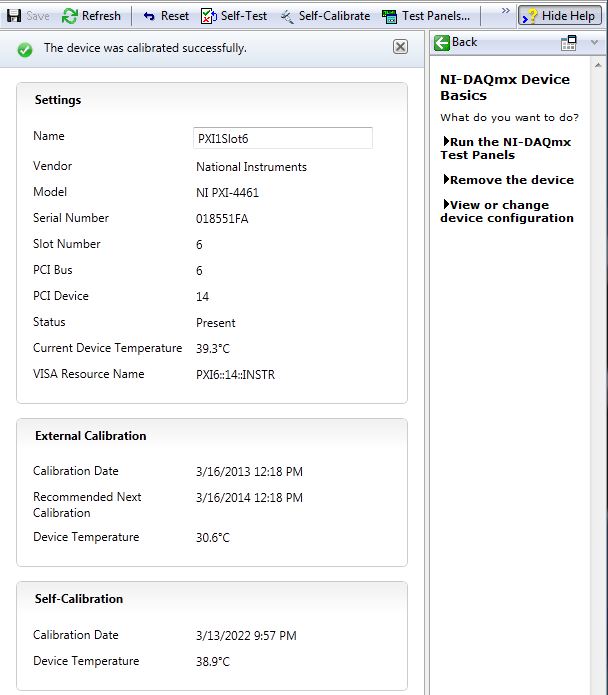 Save Refresh Reset Self-Test Self-Calibrate Test Panels... » Hide Help
The device was calibrated successfully.
Back
Settings
Name PXI1Slot6
Vendor National Instruments
Model NI PXI-4461
Serial Number 018551FA
Slot Number 6
PCI Bus 6
PCI Device 14
Status Present
Current Device Temperature 39.3°C
VISA Resource Name PXI6::14::INSTR
External Calibration
Calibration Date 3/16/2013 12:18 PM
Recommended Next 3/16/2014 12:18 PM
Calibration
Device Temperature 30.6°C
Self-Calibration
Calibration Date 3/13/2022 9:57 PM
Device Temperature 38.9°C
NI-DAQmx Device
Basics
What do you want to do?
Run the NI-DAQmx
Test Panels
Remove the device
View or change
device configuration